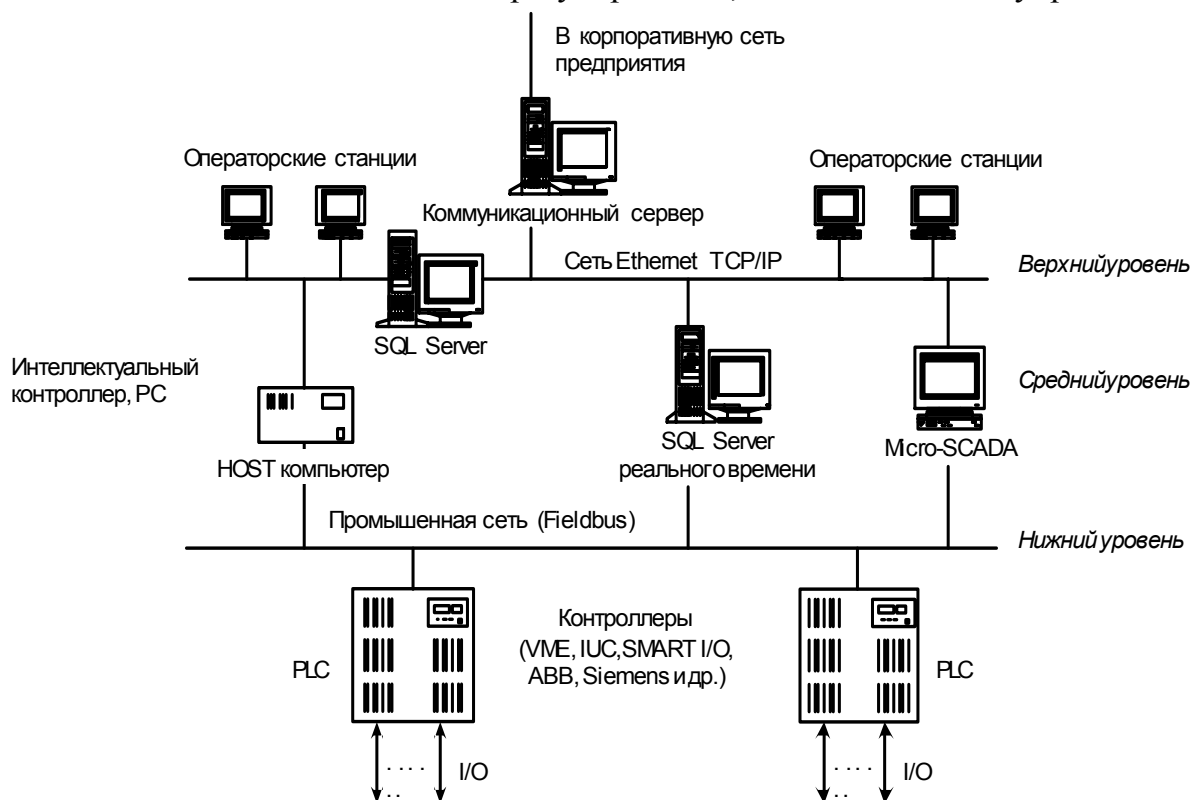 В корпоративную сеть
предприятия
Операторские станции
Операторские станции
Коммуникационный сервер
Сеть Ethernet TCP/IP
Верхнийуровень
SQL Server
Интеллектуальный
контроллер, PC
Среднийуровень
HOST компьютер
SQL Server
реального времени
Micro-SCADA
Промышенная сеть (Fieldbus)
Нижний уровень
Контроллеры
(VME, IUC, SMART I/O,
ABB, Siemens и др.)
PLC
PLC
I/O
I/O